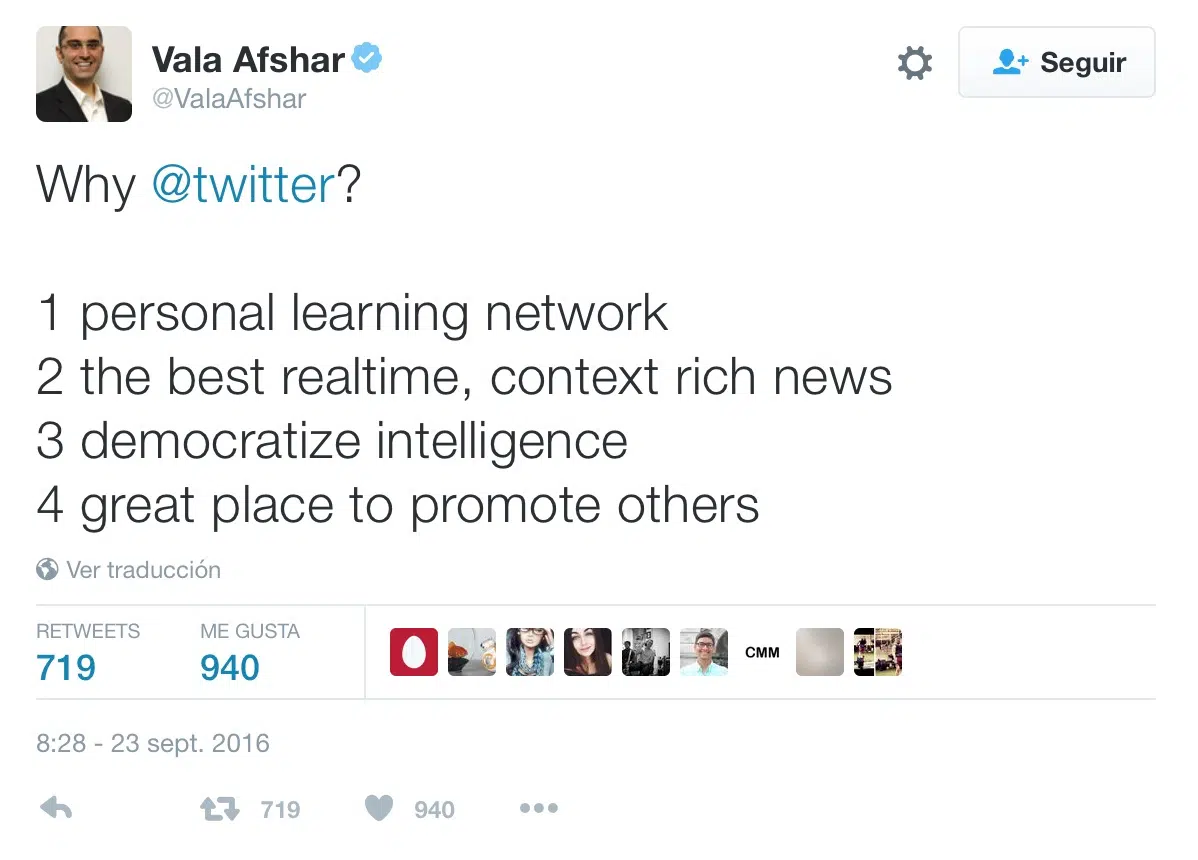 Vala Afshar
@ValaAfshar
Seguir
Why @twitter?
1 personal learning network
2 the best realtime, context rich news
3 democratize intelligence
4 great place to promote others
Ver traducción
RETWEETS
719
ME GUSTA
940
CMM
8:28 - 23 sept. 2016
719
940